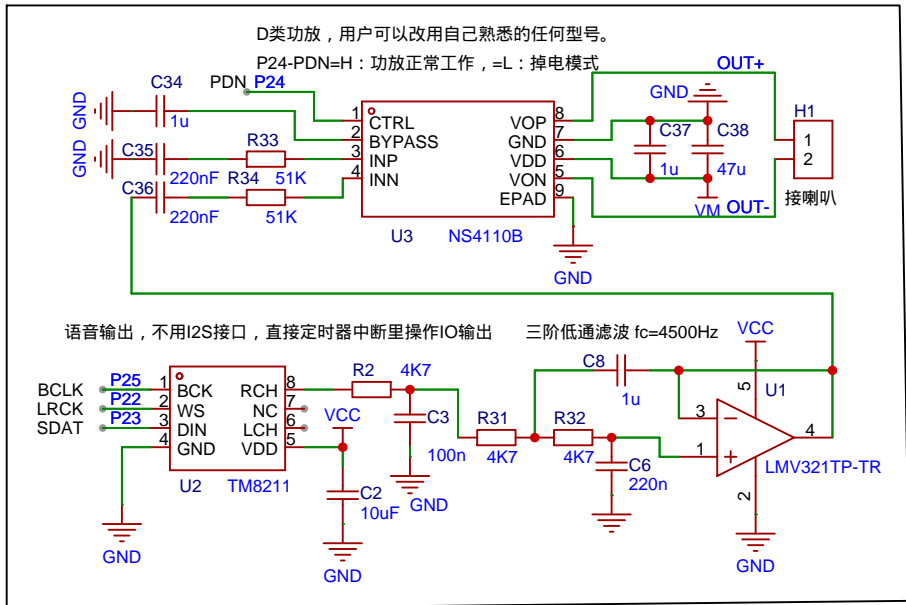 D类功放，用户可以改用自己熟悉的任何型号。
P24-PDN=H：功放正常工作，=L：掉电模式
PDN P24
OUT+
C34
1u
GND
GND
C35
220nF
C36
220nF
R33
51K
R34
51K
1 CTRL
2 BYPASS
3 INP
4 INN
VOP 8
GND 7
VDD 6
VON 5
EPAD 9
U3 NS4110B
GND
GND
C37
1u
C38
47u
VM
OUT-
H1
1
2
接喇叭
语音输出，不用I2S接口，直接定时器中断里操作IO输出
三阶低通滤波 fc=4500Hz
BCLK P25
LRCK P22
SDAT P23
1 BCK
2 WS
3 DIN
4 GND
RCH 8
NC 7
LCH 6
VDD 5
U2 TM8211
GND
VCC
C2
10uF
GND
R2
4K7
C3
100n
GND
R31
4K7
R32
4K7
C8
1u
C6
220n
VCC
5
U1
3
1
4
2
LMV321TP-TR
GND